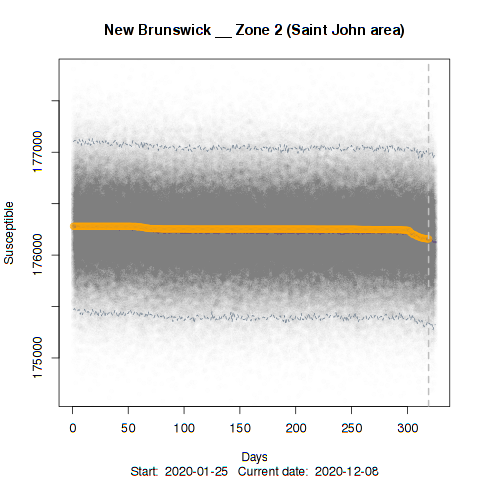 New Brunswick __ Zone 2 (Saint John area)
Susceptible
177000
176000
175000
0 50 100 150 200 250 300
Days
Start: 2020-01-25 Current date: 2020-12-08